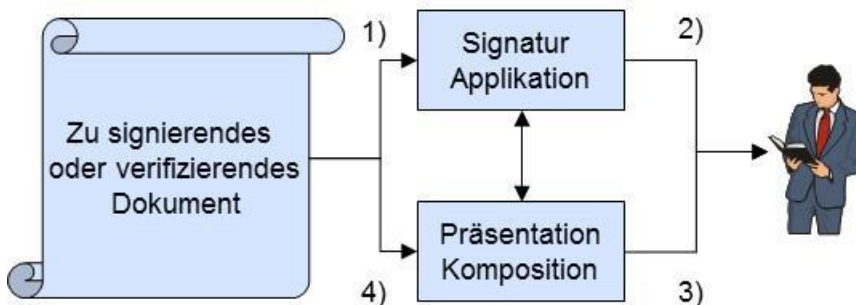 1)
Signatur
Applikation
2)
Zu signierendes
oder verifizierendes
Dokument
4)
Präsentation
Komposition
3)